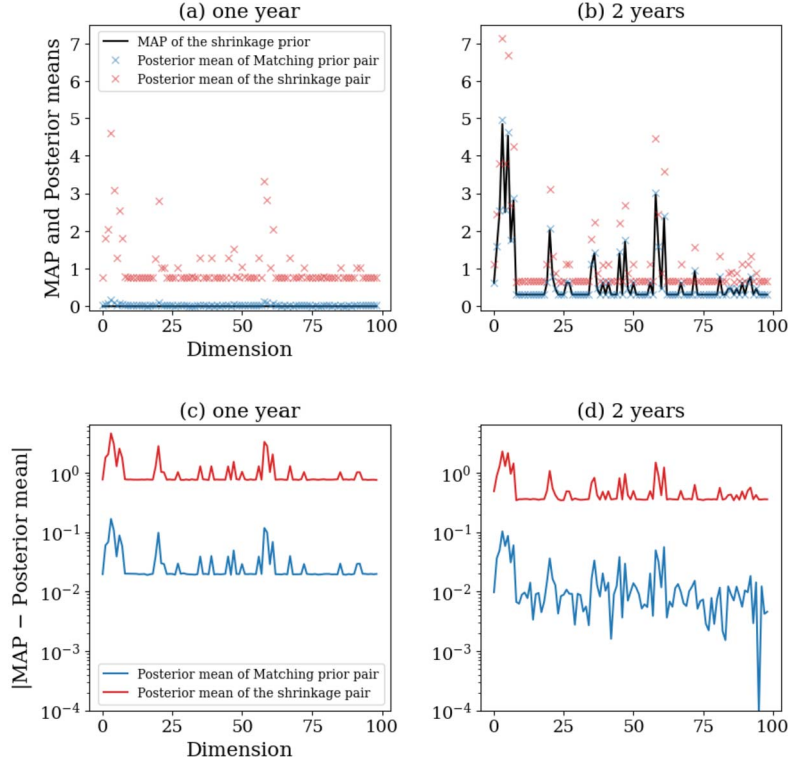 (a) one year
(b) 2 years
MAP and Posterior means
7
6
5
4
3
2
1
0
MAP of the shrinkage prior
Posterior mean of Matching prior pair
Posterior mean of the shrinkage pair
0 25 50 75 100
Dimension
7
6
5
4
3
2
1
0
0 25 50 75 100
(c) one year
(d) 2 years
|MAP − Posterior mean|
10⁰
10⁻¹
10⁻²
10⁻³
10⁻⁴
Posterior mean of Matching prior pair
Posterior mean of the shrinkage pair
0 25 50 75 100
Dimension
10⁰
10⁻¹
10⁻²
10⁻³
10⁻⁴
0 25 50 75 100